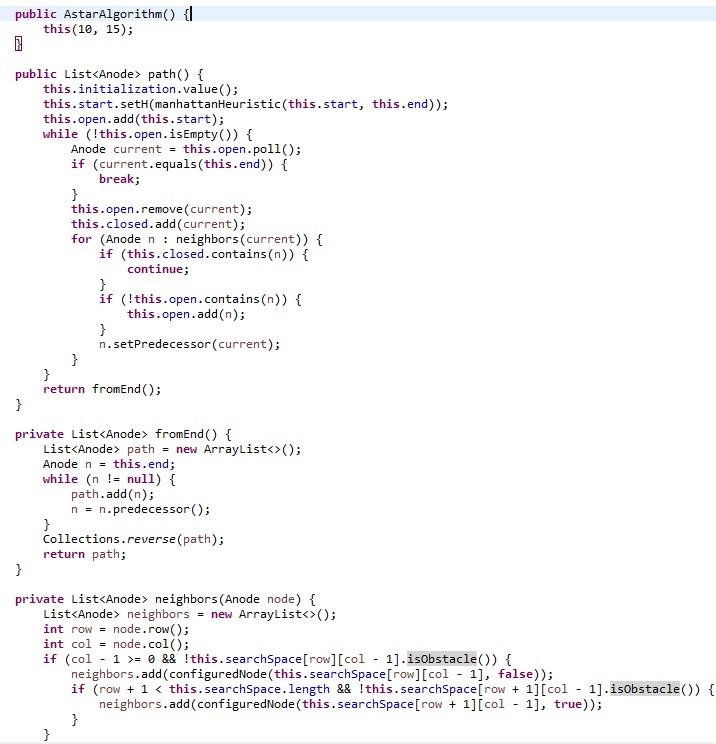 public AstarAlgorithm() {
this(10, 15);
}
public List<Anode> path() {
this.initialization.value();
this.start.setH(manhattanHeuristic(this.start, this.end));
this.open.add(this.start);
while (!this.open.isEmpty()) {
Anode current = this.open.poll();
if (current.equals(this.end)) {
break;
}
this.open.remove(current);
this.closed.add(current);
for (Anode n : neighbors(current)) {
if (this.closed.contains(n)) {
continue;
}
if (!this.open.contains(n)) {
this.open.add(n);
}
n.setPredecessor(current);
}
}
return fromEnd();
}
private List<Anode> fromEnd() {
List<Anode> path = new ArrayList<>();
Anode n = this.end;
while (n != null) {
path.add(n);
n = n.predecessor();
}
Collections.reverse(path);
return path;
}
private List<Anode> neighbors(Anode node) {
List<Anode> neighbors = new ArrayList<>();
int row = node.row();
int col = node.col();
if (col - 1 >= 0 && !this.searchSpace[row][col - 1].isObstacle()) {
neighbors.add(configuredNode(this.searchSpace[row][col - 1], false));
if (row + 1 < this.searchSpace.length && !this.searchSpace[row + 1][col - 1].isObstacle()) {
neighbors.add(configuredNode(this.searchSpace[row + 1][col - 1], true));
}
}